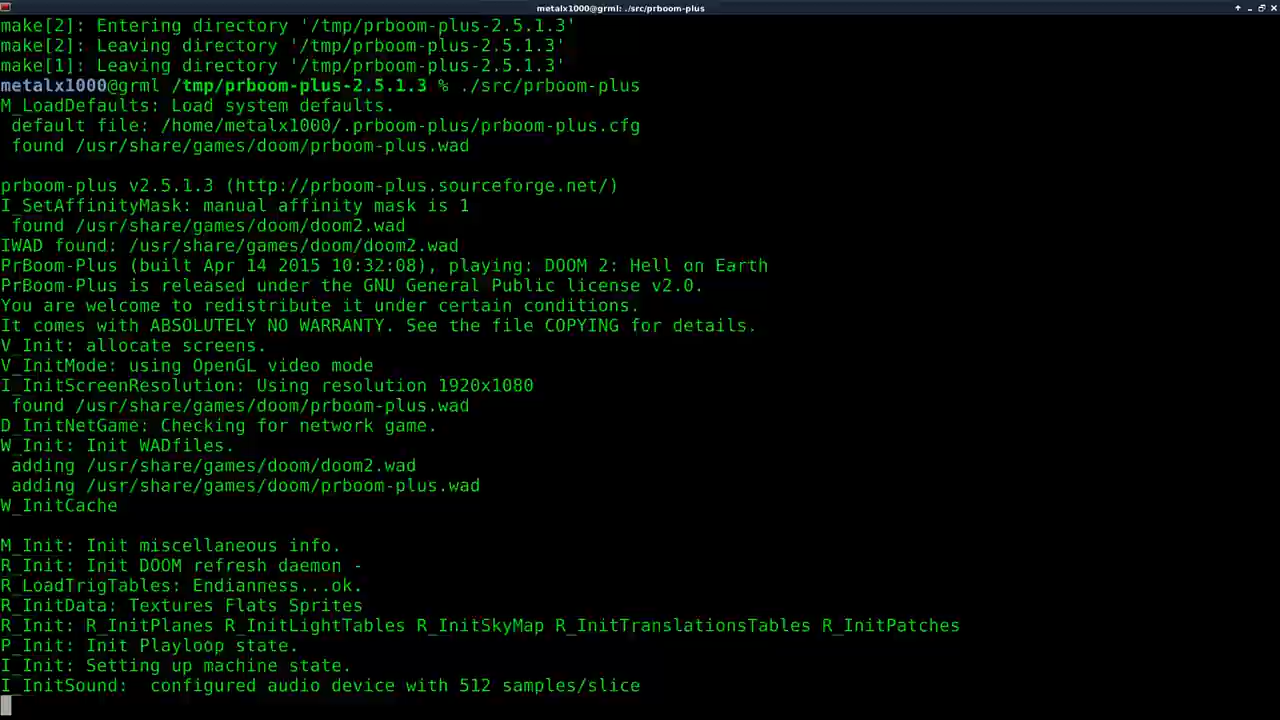 metalx1000@grml: ./src/prboom-plus
make[2]: Entering directory '/tmp/prboom-plus-2.5.1.3'
make[2]: Leaving directory '/tmp/prboom-plus-2.5.1.3'
make[1]: Leaving directory '/tmp/prboom-plus-2.5.1.3'
metalx1000@grml /tmp/prboom-plus-2.5.1.3 % ./src/prboom-plus
M_LoadDefaults: Load system defaults.
 default file: /home/metalx1000/.prboom-plus/prboom-plus.cfg
 found /usr/share/games/doom/prboom-plus.wad
prboom-plus v2.5.1.3 (http://prboom-plus.sourceforge.net/)
I_SetAffinityMask: manual affinity mask is 1
 found /usr/share/games/doom/doom2.wad
IWAD found: /usr/share/games/doom/doom2.wad
PrBoom-Plus (built Apr 14 2015 10:32:08), playing: DOOM 2: Hell on Earth
PrBoom-Plus is released under the GNU General Public license v2.0.
You are welcome to redistribute it under certain conditions.
It comes with ABSOLUTELY NO WARRANTY. See the file COPYING for details.
V_Init: allocate screens.
V_InitMode: using OpenGL video mode
I_InitScreenResolution: Using resolution 1920x1080
 found /usr/share/games/doom/prboom-plus.wad
D_InitNetGame: Checking for network game.
W_Init: Init WADfiles.
 adding /usr/share/games/doom/doom2.wad
 adding /usr/share/games/doom/prboom-plus.wad
W_InitCache
M_Init: Init miscellaneous info.
R_Init: Init DOOM refresh daemon -
R_LoadTrigTables: Endianness...ok.
R_InitData: Textures Flats Sprites
R_Init: R_InitPlanes R_InitLightTables R_InitSkyMap R_InitTranslationsTables R_InitPatches
P_Init: Init Playloop state.
I_Init: Setting up machine state.
I_InitSound:  configured audio device with 512 samples/slice